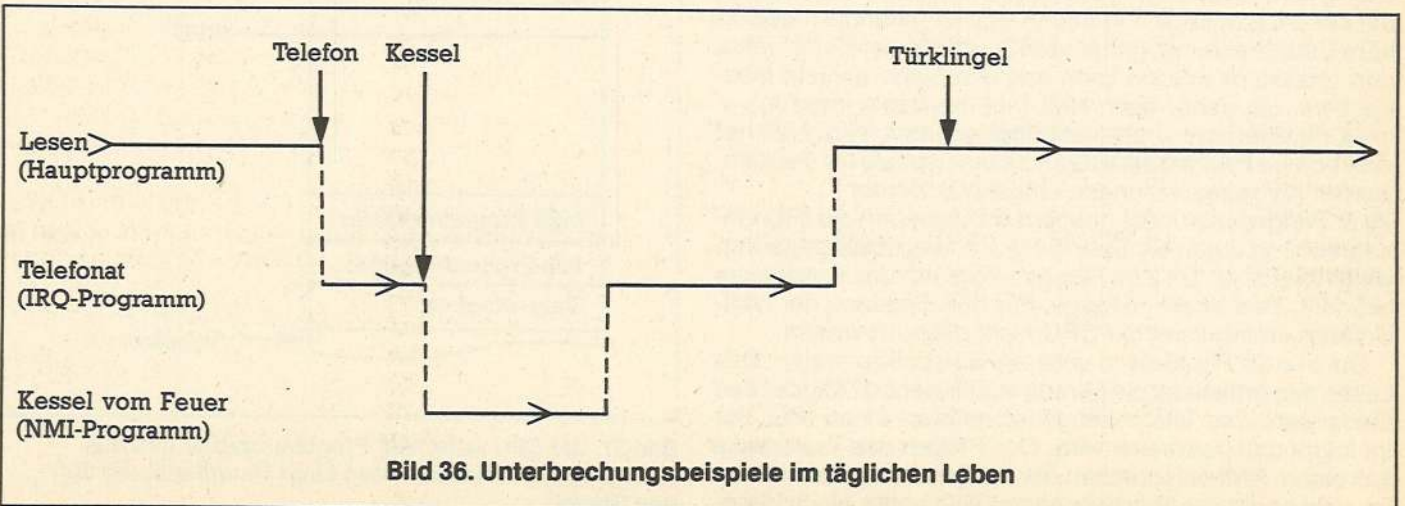 Telefon Kessel Türklingel
Lesen
(Hauptprogramm)
Telefonat
(IRQ-Programm)
Kessel vom Feuer
(NMI-Programm)
Bild 36. Unterbrechungsbeispiele im täglichen Leben